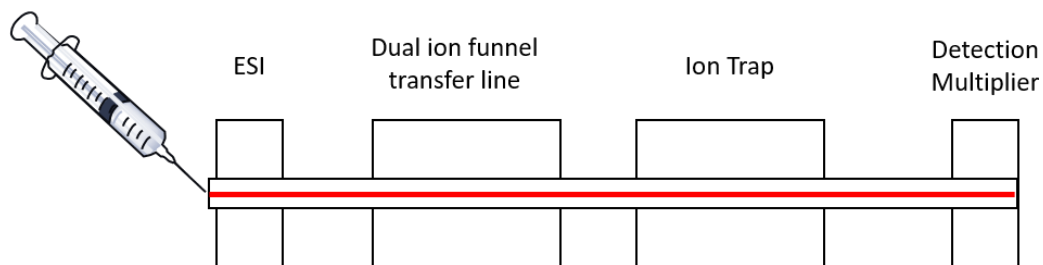 ESI
Dual ion funnel
transfer line
Ion Trap
Detection
Multiplier